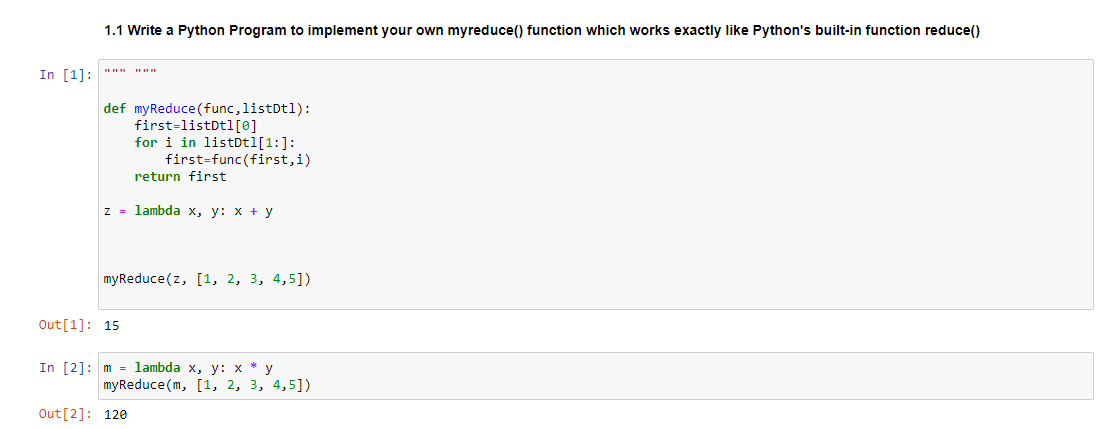 1.1 Write a Python Program to implement your own myreduce() function which works exactly like Python's built-in function reduce()
In [1]: """ """
def myReduce(func,listDtl):
    first=listDtl[0]
    for i in listDtl[1:]:
        first=func(first,i)
    return first
z = lambda x, y: x + y
myReduce(z, [1, 2, 3, 4,5])
Out[1]: 15
In [2]: m = lambda x, y: x * y
myReduce(m, [1, 2, 3, 4,5])
Out[2]: 120